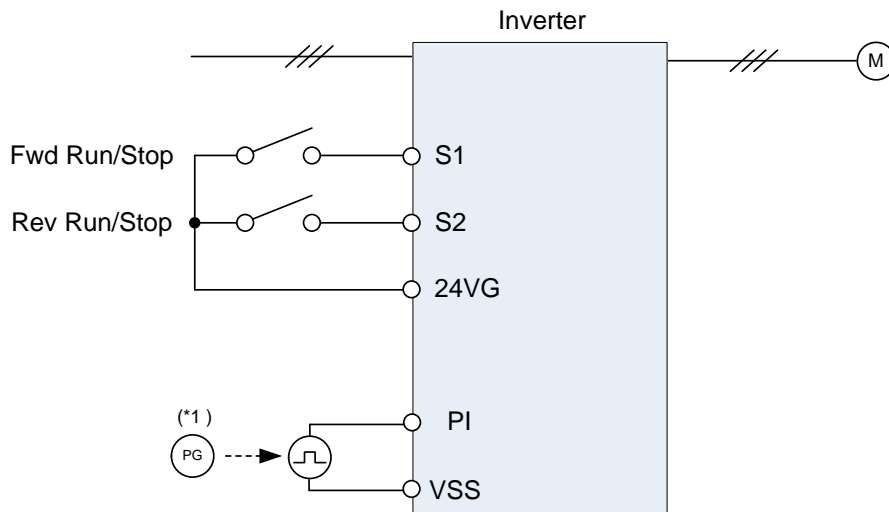 Inverter
M
Fwd Run/Stop
S1
Rev Run/Stop
S2
24VG
(*1 )
PI
PG
VSS